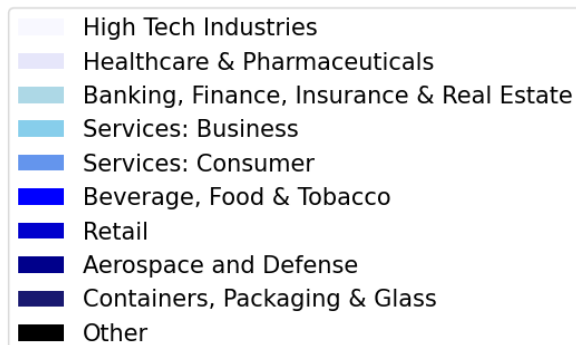 High Tech Industries
Healthcare & Pharmaceuticals
Banking, Finance, Insurance & Real Estate
Services: Business
Services: Consumer
Beverage, Food & Tobacco
Retail
Aerospace and Defense
Containers, Packaging & Glass
Other